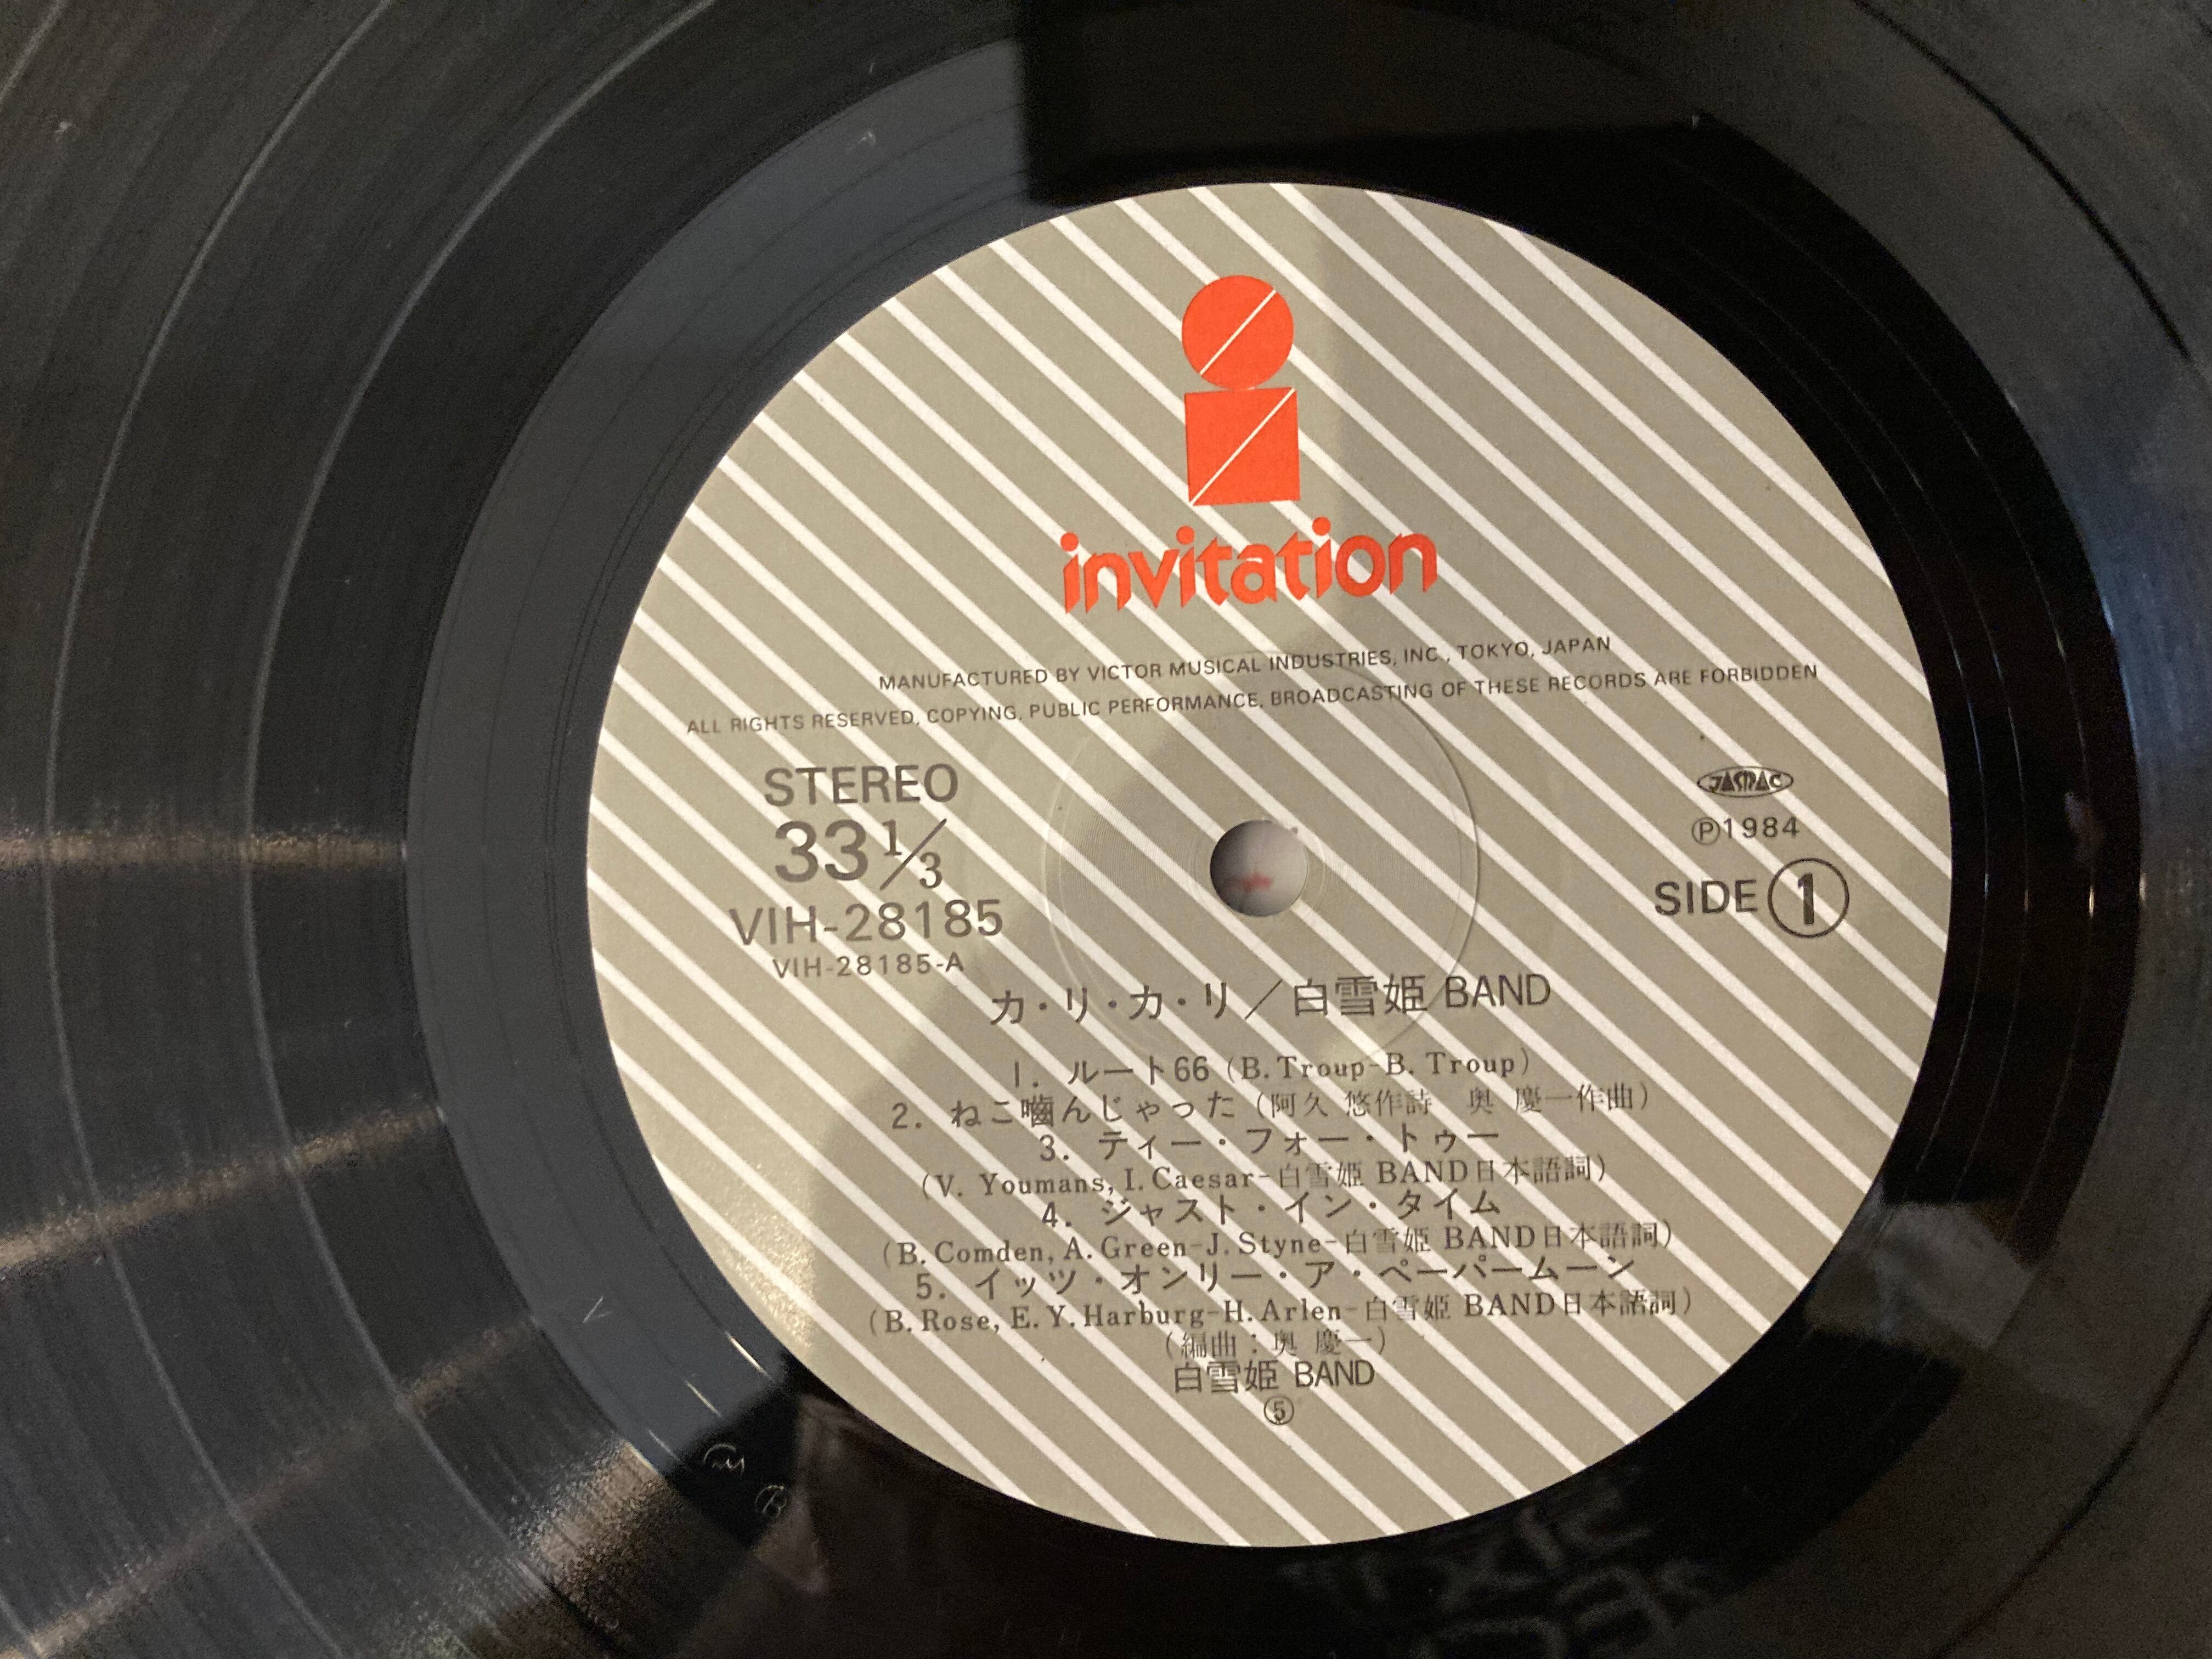 invitation
MANUFACTURED BY VICTOR MUSICAL INDUSTRIES, INC., TOKYO, JAPAN
ALL RIGHTS RESERVED, COPYING, PUBLIC PERFORMANCE, BROADCASTING OF THESE RECORDS ARE FORBIDDEN
STEREO
33 1/3
VIH-28185
VIH-28185-A
JASRAC
Ⓟ1984
SIDE ①
カ・リ・カ・リ／白雪姫 BAND
1. ルート66 (B. Troup-B. Troup)
2. ねこ嚙んじゃった (阿久 悠作詩 奥 慶一作曲)
3. ティー・フォー・トゥー
(V. Youmans, I. Caesar-白雪姫 BAND日本語詞)
4. ジャスト・イン・タイム
(B. Comden, A. Green-J. Styne-白雪姫 BAND日本語詞)
5. イッツ・オンリー・ア・ペーパームーン
(B. Rose, E. Y. Harburg-H. Arlen-白雪姫 BAND日本語詞)
(編曲：奥 慶一)
白雪姫 BAND
⑤